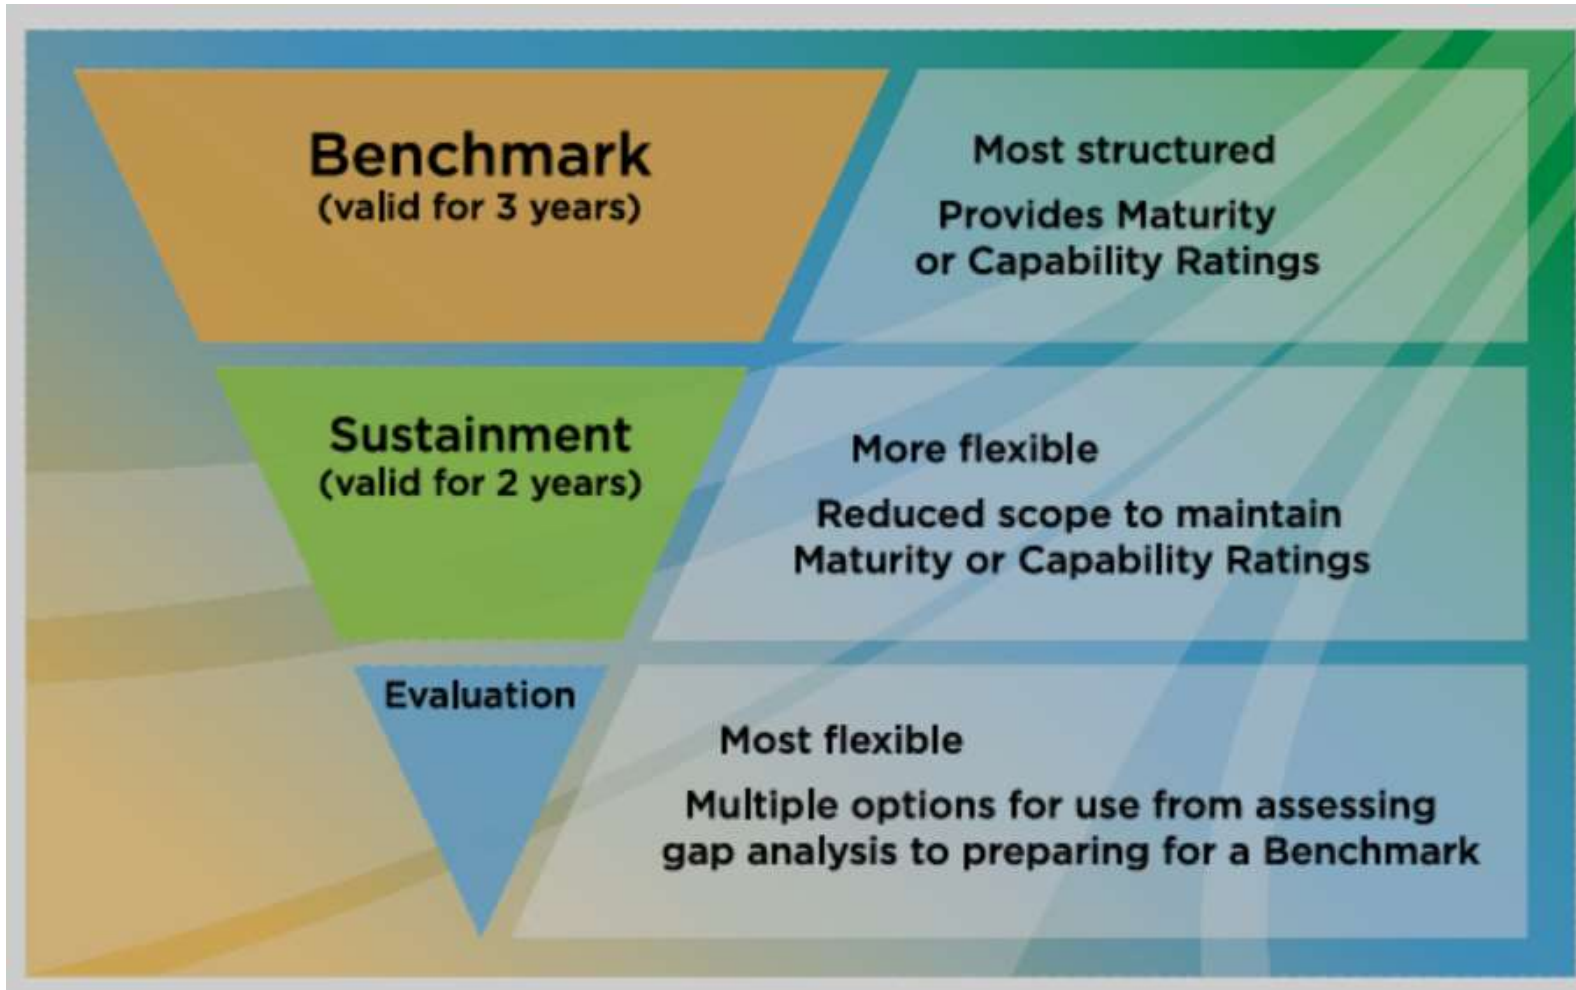 Benchmark
(valid for 3 years)
Most structured
Provides Maturity
or Capability Ratings
Sustainment
(valid for 2 years)
More flexible
Reduced scope to maintain
Maturity or Capability Ratings
Evaluation
Most flexible
Multiple options for use from assessing
gap analysis to preparing for a Benchmark